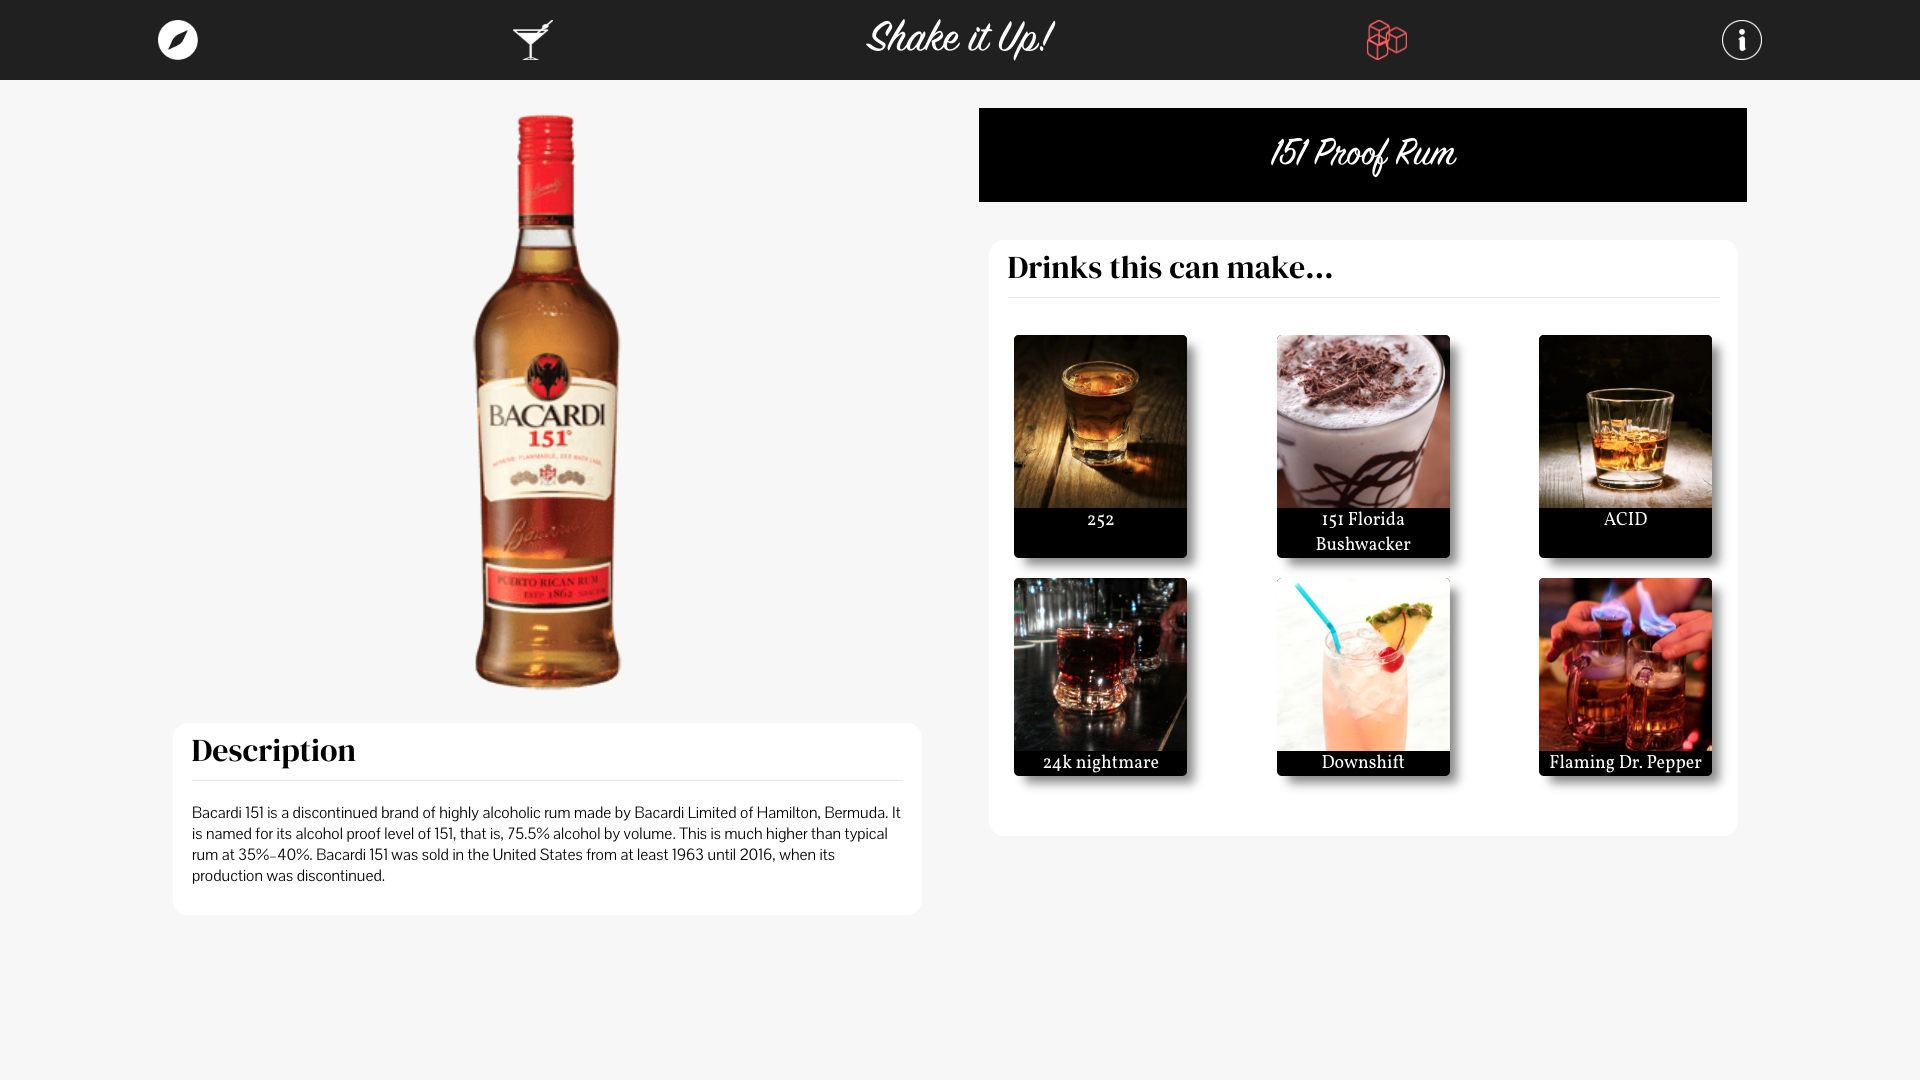 Shake it Up!
BACARDI
151°
PUERTO RICAN RUM
ESTD 1862
151 Proof Rum
Drinks this can make...
252
151 Florida
Bushwacker
ACID
24k nightmare
Downshift
Flaming Dr. Pepper
Description
Bacardi 151 is a discontinued brand of highly alcoholic rum made by Bacardi Limited of Hamilton, Bermuda. It
is named for its alcohol proof level of 151, that is, 75.5% alcohol by volume. This is much higher than typical
rum at 35%–40%. Bacardi 151 was sold in the United States from at least 1963 until 2016, when its
production was discontinued.